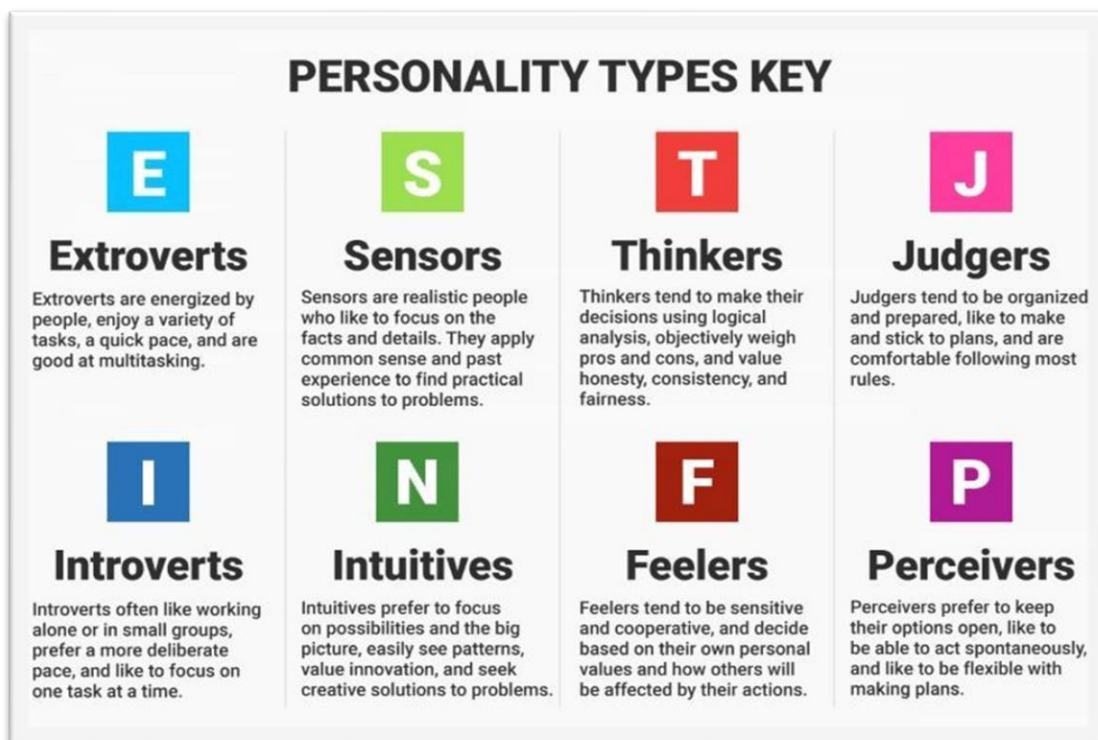 PERSONALITY TYPES KEY
E
Extroverts
Extroverts are energized by
people, enjoy a variety of
tasks, a quick pace, and are
good at multitasking.
S
Sensors
Sensors are realistic people
who like to focus on the
facts and details. They apply
common sense and past
experience to find practical
solutions to problems.
T
Thinkers
Thinkers tend to make their
decisions using logical
analysis, objectively weigh
pros and cons, and value
honesty, consistency, and
fairness.
J
Judgers
Judgers tend to be organized
and prepared, like to make
and stick to plans, and are
comfortable following most
rules.
I
Introverts
Introverts often like working
alone or in small groups,
prefer a more deliberate
pace, and like to focus on
one task at a time.
N
Intuitives
Intuitives prefer to focus
on possibilities and the big
picture, easily see patterns,
value innovation, and seek
creative solutions to problems.
F
Feelers
Feelers tend to be sensitive
and cooperative, and decide
based on their own personal
values and how others will
be affected by their actions.
P
Perceivers
Perceivers prefer to keep
their options open, like to
be able to act spontaneously,
and like to be flexible with
making plans.